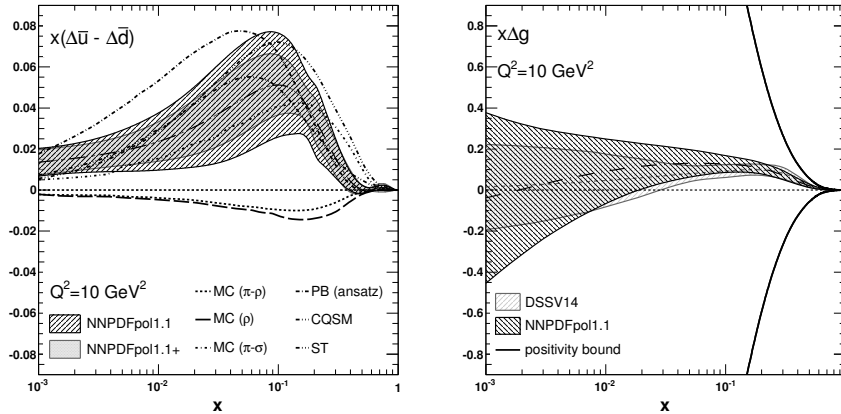 x(Δū - Δd̄)
0.08
0.06
0.04
0.02
0
-0.02
-0.04
-0.06
-0.08
Q²=10 GeV²
NNPDFpol1.1
NNPDFpol1.1+
MC (π-ρ)
MC (ρ)
MC (π-σ)
PB (ansatz)
CQSM
ST
10⁻³ 10⁻² 10⁻¹ 1
x
xΔg
Q²=10 GeV²
0.8
0.6
0.4
0.2
0
-0.2
-0.4
-0.6
-0.8
DSSV14
NNPDFpol1.1
positivity bound
10⁻³ 10⁻² 10⁻¹
x